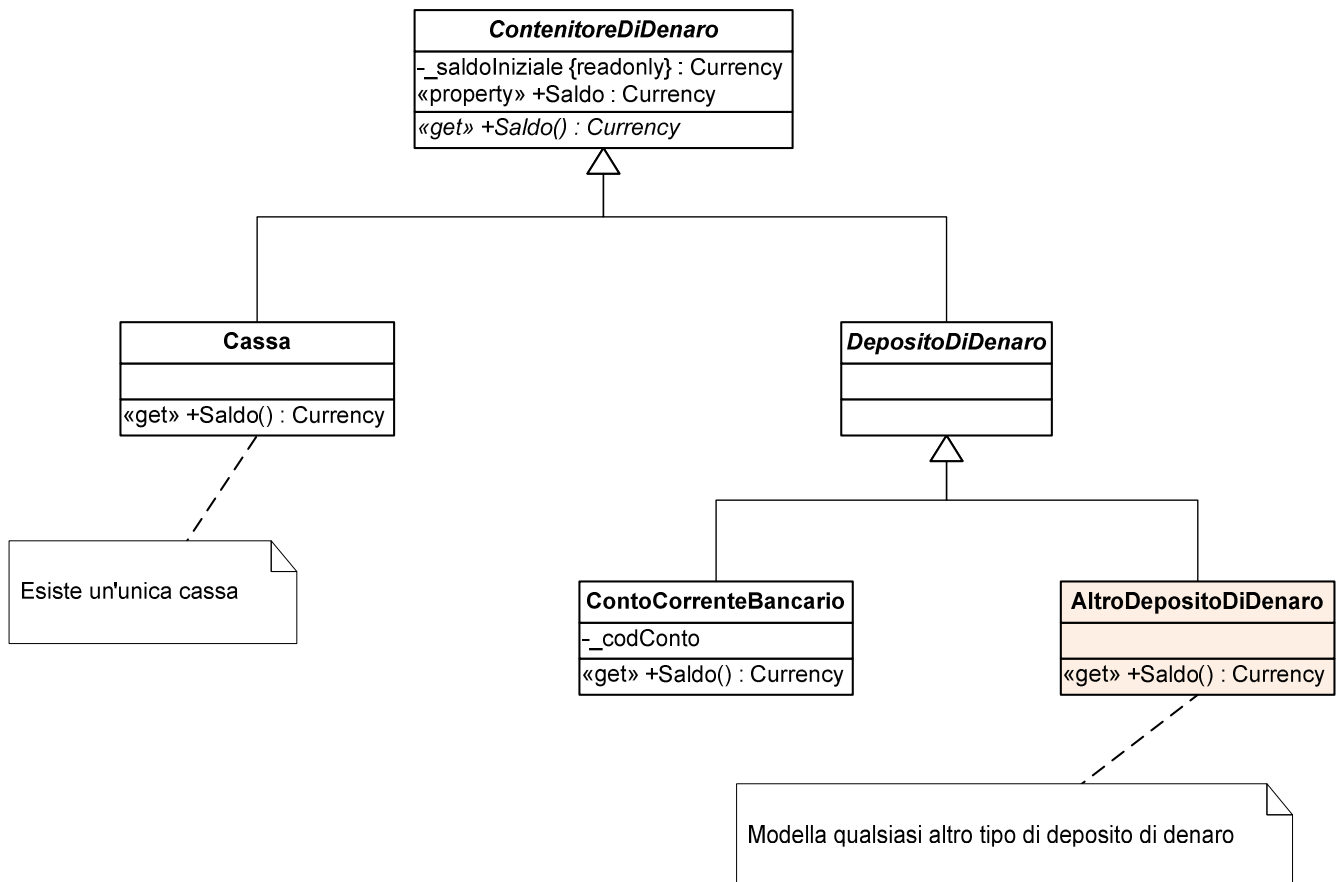 ContenitoreDiDenaro
-_saldoIniziale {readonly} : Currency
«property» +Saldo : Currency
«get» +Saldo() : Currency
Cassa
«get» +Saldo() : Currency
DepositoDiDenaro
Esiste un'unica cassa
ContoCorrenteBancario
-_codConto
«get» +Saldo() : Currency
AltroDepositoDiDenaro
«get» +Saldo() : Currency
Modella qualsiasi altro tipo di deposito di denaro